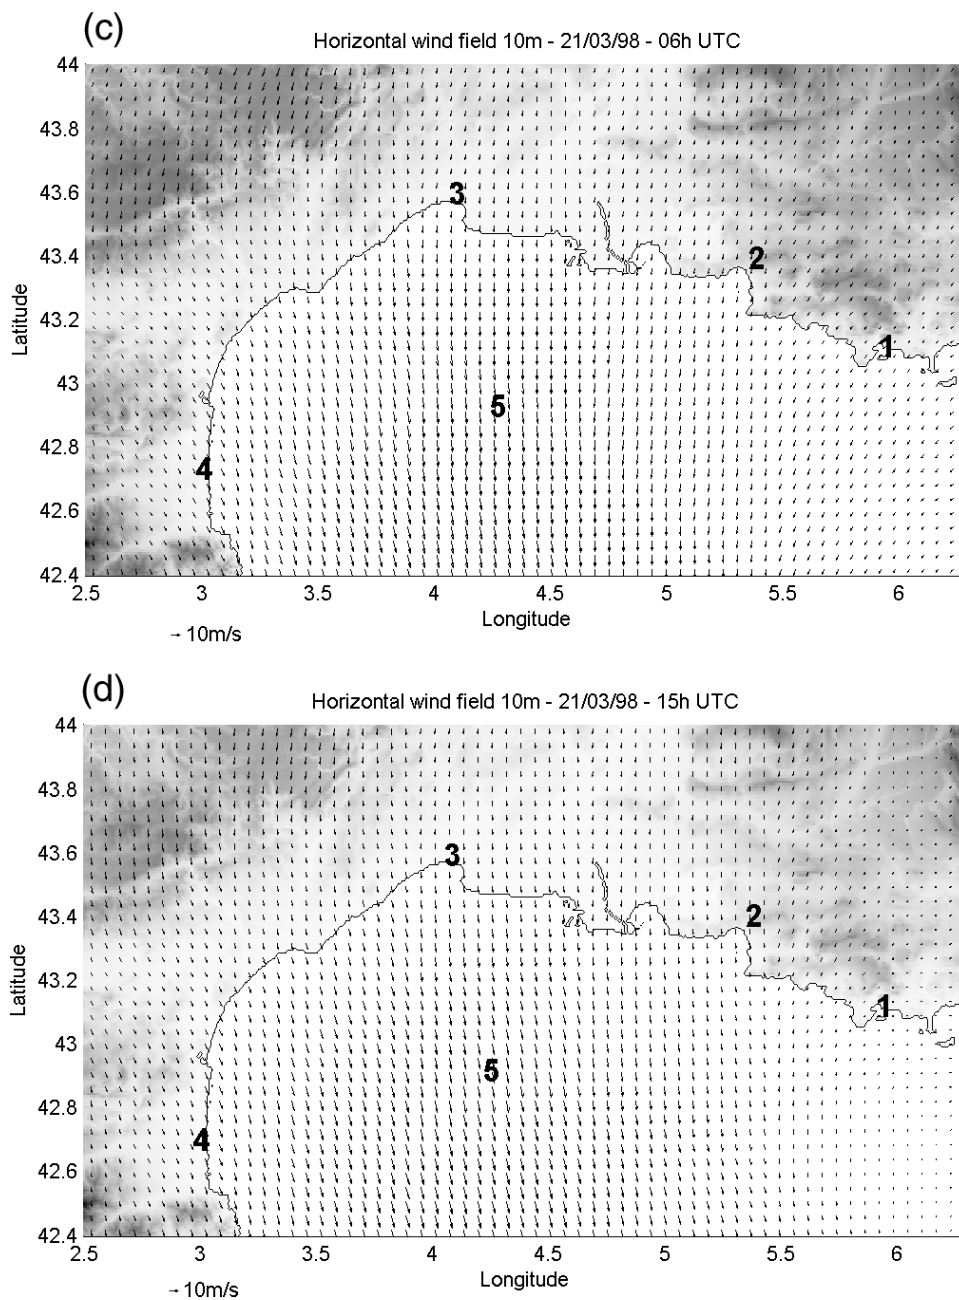 (c)
Horizontal wind field 10m - 21/03/98 - 06h UTC
44
43.8
43.6
43.4
43.2
43
42.8
42.6
42.4
Latitude
3
2
1
5
4
2.5 3 3.5 4 4.5 5 5.5 6
Longitude
→ 10m/s
(d)
Horizontal wind field 10m - 21/03/98 - 15h UTC
44
43.8
43.6
43.4
43.2
43
42.8
42.6
42.4
Latitude
3
2
1
5
4
2.5 3 3.5 4 4.5 5 5.5 6
Longitude
→ 10m/s